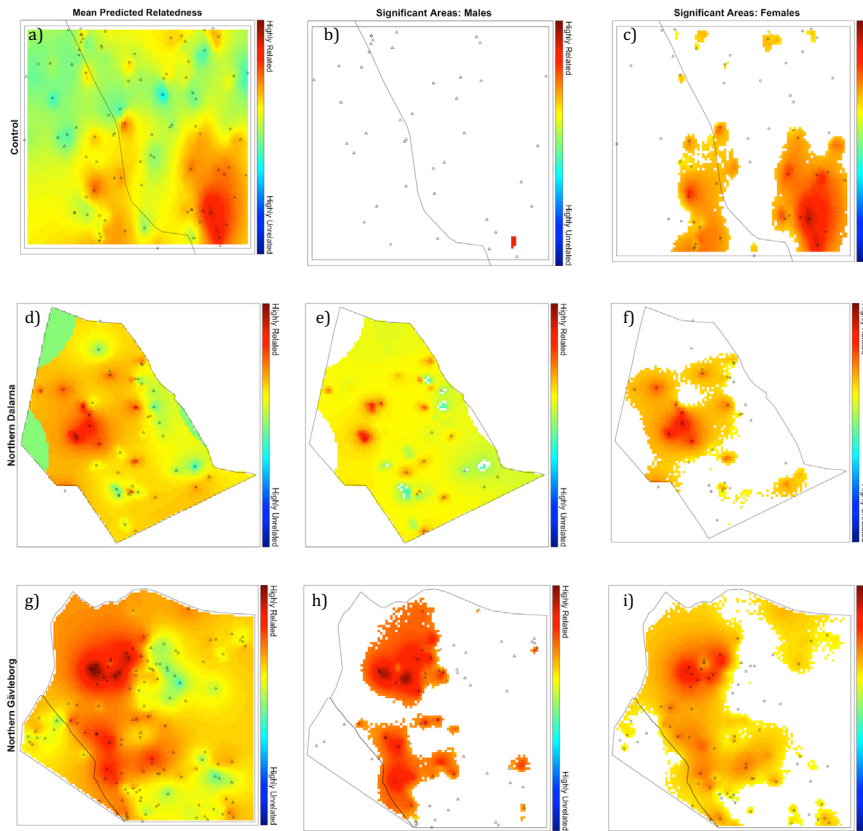 Mean Predicted Relatedness
Significant Areas: Males
Significant Areas: Females
Control
a)
Highly Related
Highly Unrelated
b)
Highly Related
Highly Unrelated
c)
Northern Dalarna
d)
Highly Related
Highly Unrelated
e)
Highly Related
Highly Unrelated
f)
Northern Gävleborg
g)
Highly Related
Highly Unrelated
h)
Highly Related
Highly Unrelated
i)